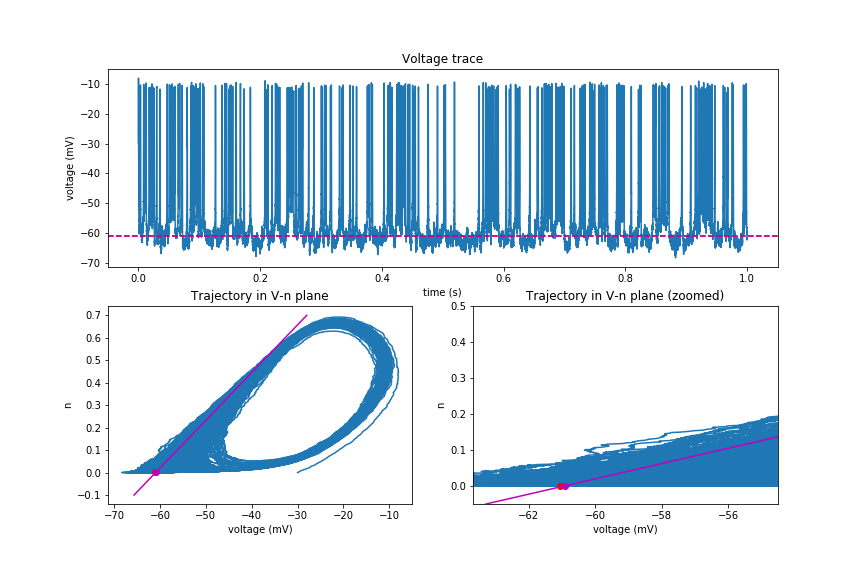 Voltage trace
−10
−20
−30
−40
−50
−60
−70
voltage (mV)
0.0 0.2 0.4 0.6 0.8 1.0
time (s)
Trajectory in V-n plane
0.7
0.6
0.5
0.4
0.3
0.2
0.1
0.0
−0.1
n
−70 −60 −50 −40 −30 −20 −10
voltage (mV)
Trajectory in V-n plane (zoomed)
0.5
0.4
0.3
0.2
0.1
0.0
n
−62 −60 −58 −56
voltage (mV)